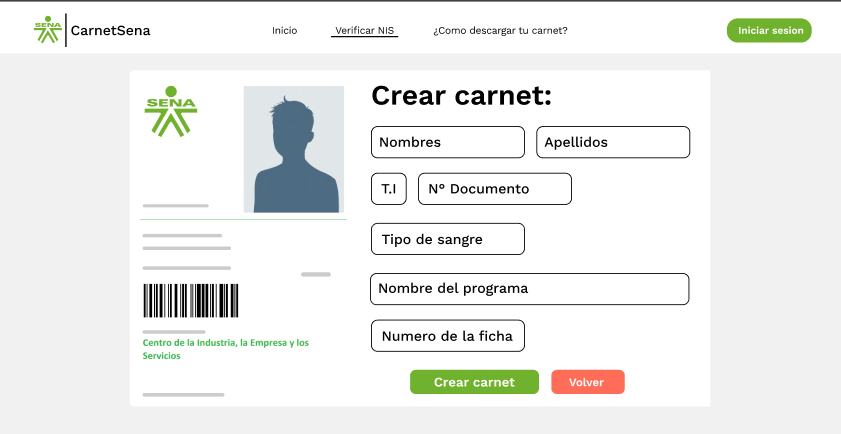 SENA
CarnetSena
Inicio
Verificar NIS
¿Como descargar tu carnet?
Iniciar sesion
SENA
Crear carnet:
Nombres
Apellidos
T.I
N° Documento
Tipo de sangre
Nombre del programa
Numero de la ficha
Centro de la Industria, la Empresa y los
Servicios
Crear carnet
Volver